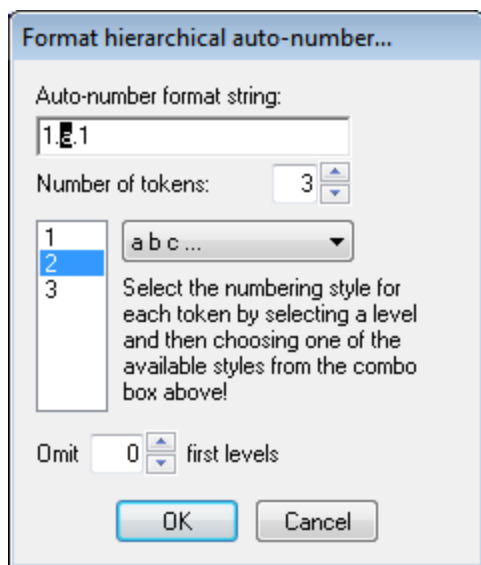 Format hierarchical auto-number...
Auto-number format string:
1.a.1
Number of tokens: 3
1
2
3
a b c ...
Select the numbering style for
each token by selecting a level
and then choosing one of the
available styles from the combo
box above!
Omit 0 first levels
OK Cancel